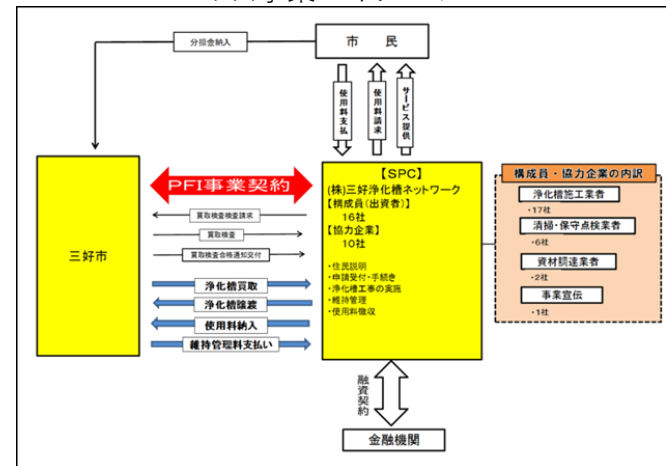 市 民
分担金納入
使用料支払
使用料請求
サービス提供
三好市
PFI事業契約
買取検査検査請求
買取検査
買取検査合格通知交付
浄化槽買取
浄化槽譲渡
使用料納入
維持管理料支払い
【SPC】
(株)三好浄化槽ネットワーク
【構成員(出資者)】
16社
【協力企業】
10社
・住民説明
・申請受付・手続き
・浄化槽工事の実施
・維持管理
・使用料徴収
構成員・協力企業の内訳
浄化槽施工業者
・17社
清掃・保守点検業者
・6社
資材調達業者
・2社
事業宣伝
・1社
融資契約
金融機関